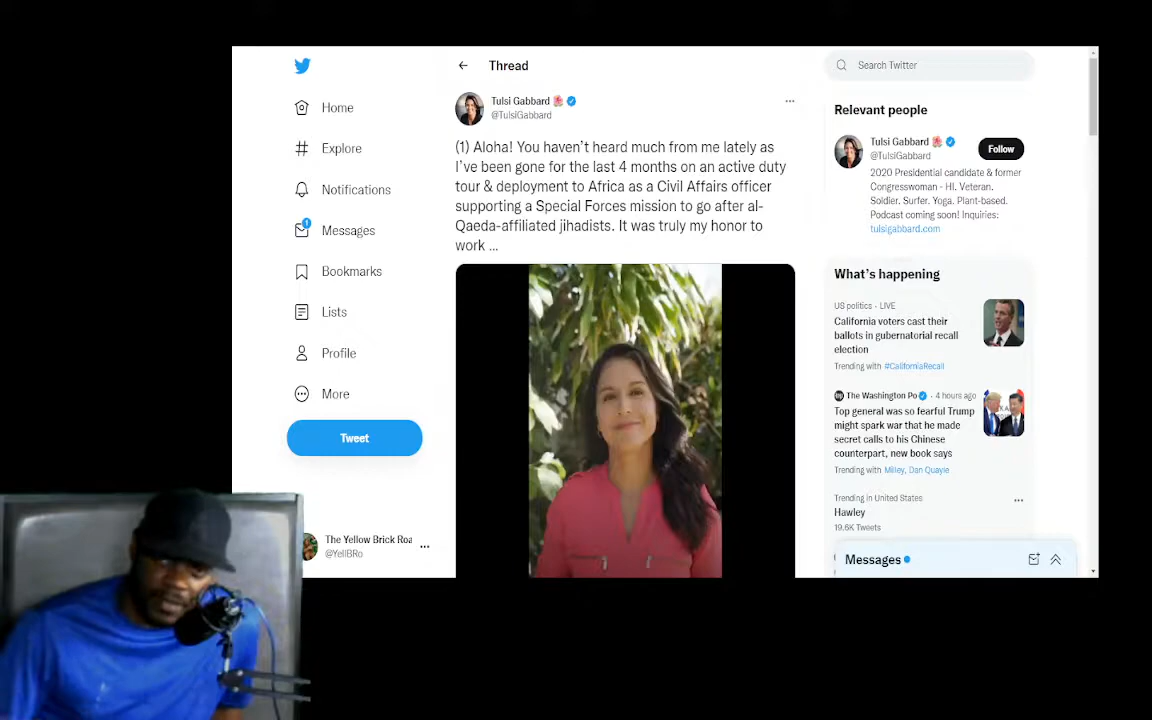 Home
Explore
Notifications
1
Messages
Bookmarks
Lists
Profile
More
Tweet
The Yellow Brick Roa
@YellBRo
Thread
Tulsi Gabbard
@TulsiGabbard
(1) Aloha! You haven't heard much from me lately as
I've been gone for the last 4 months on an active duty
tour & deployment to Africa as a Civil Affairs officer
supporting a Special Forces mission to go after al-
Qaeda-affiliated jihadists. It was truly my honor to
work ...
Search Twitter
Relevant people
Tulsi Gabbard
@TulsiGabbard
Follow
2020 Presidential candidate & former
Congresswoman - HI. Veteran.
Soldier. Surfer. Yoga. Plant-based.
Podcast coming soon! Inquiries:
tulsigabbard.com
What's happening
US politics · LIVE
California voters cast their
ballots in gubernatorial recall
election
Trending with #CaliforniaRecall
The Washington Po · 4 hours ago
Top general was so fearful Trump
might spark war that he made
secret calls to his Chinese
counterpart, new book says
Trending with Milley, Dan Quayle
Trending in United States
Hawley
19.6K Tweets
Messages